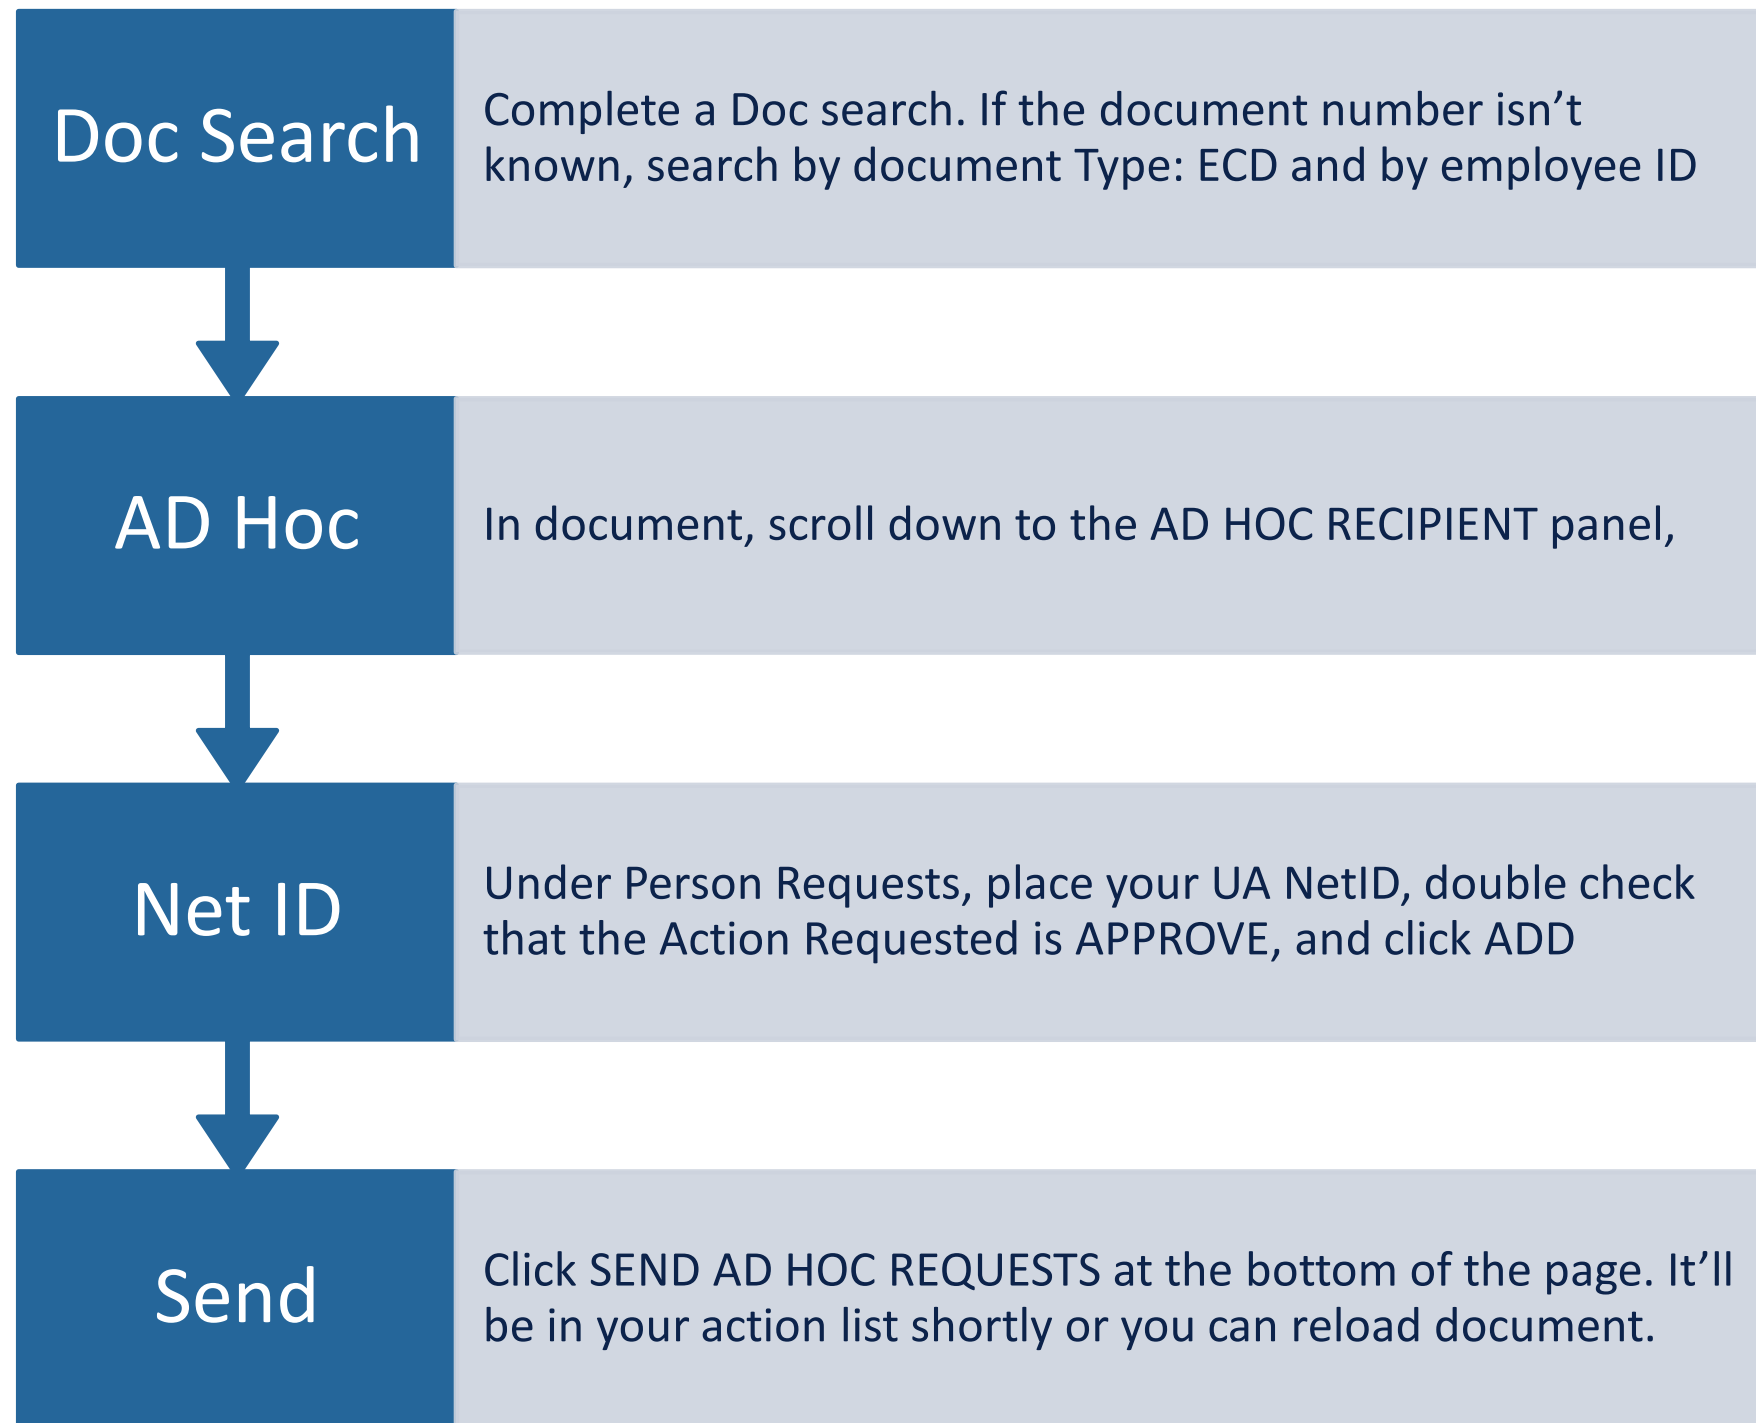 Doc Search
Complete a Doc search. If the document number isn’t
known, search by document Type: ECD and by employee ID
AD Hoc
In document, scroll down to the AD HOC RECIPIENT panel,
Net ID
Under Person Requests, place your UA NetID, double check
that the Action Requested is APPROVE, and click ADD
Send
Click SEND AD HOC REQUESTS at the bottom of the page. It’ll
be in your action list shortly or you can reload document.